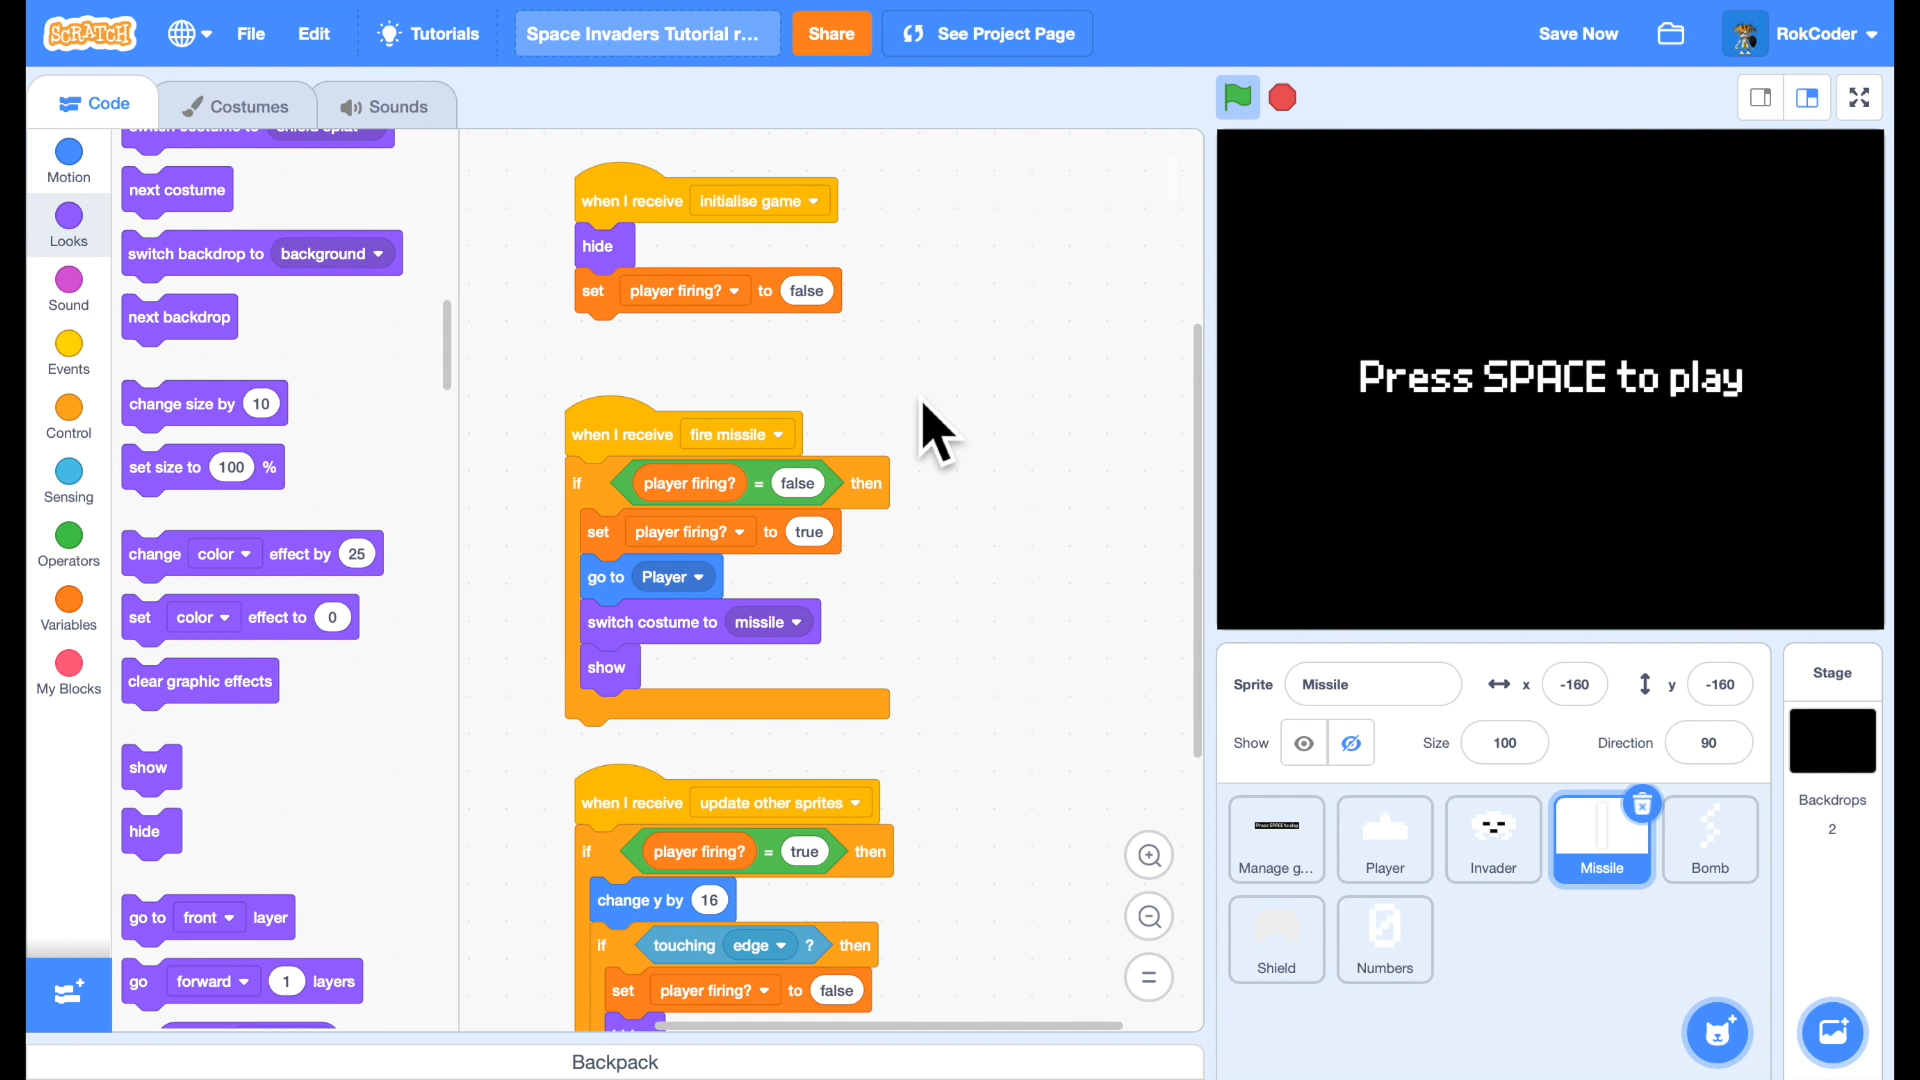 SCRATCH
File
Edit
Tutorials
Space Invaders Tutorial r...
Share
See Project Page
Save Now
RokCoder
Code
Costumes
Sounds
Motion
Looks
Sound
Events
Control
Sensing
Operators
Variables
My Blocks
next costume
switch backdrop to background
next backdrop
change size by 10
set size to 100 %
change color effect by 25
set color effect to 0
clear graphic effects
show
hide
go to front layer
go forward 1 layers
when I receive initialise game
hide
set player firing? to false
when I receive fire missile
if player firing? = false then
set player firing? to true
go to Player
switch costume to missile
show
when I receive update other sprites
if player firing? = true then
change y by 16
if touching edge ? then
set player firing? to false
Backpack
Press SPACE to play
Sprite Missile x -160 y -160
Show Size 100 Direction 90
Press SPACE to play
Manage g...
Player
Invader
Missile
Bomb
Shield
0
Numbers
Stage
Backdrops
2